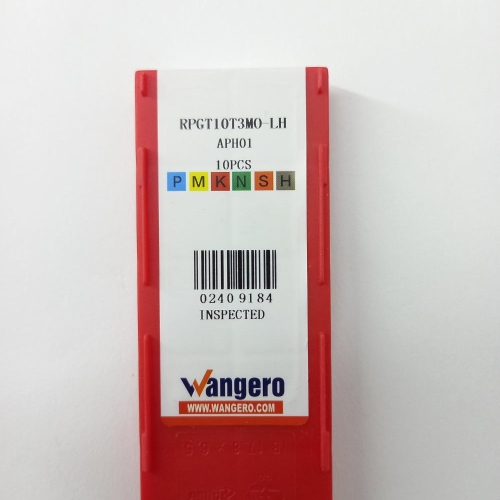 RPGT10T3MO-LH
APH01
10PCS
P M K N S H
0240 9184
INSPECTED
Wangero
WWW.WANGERO.COM